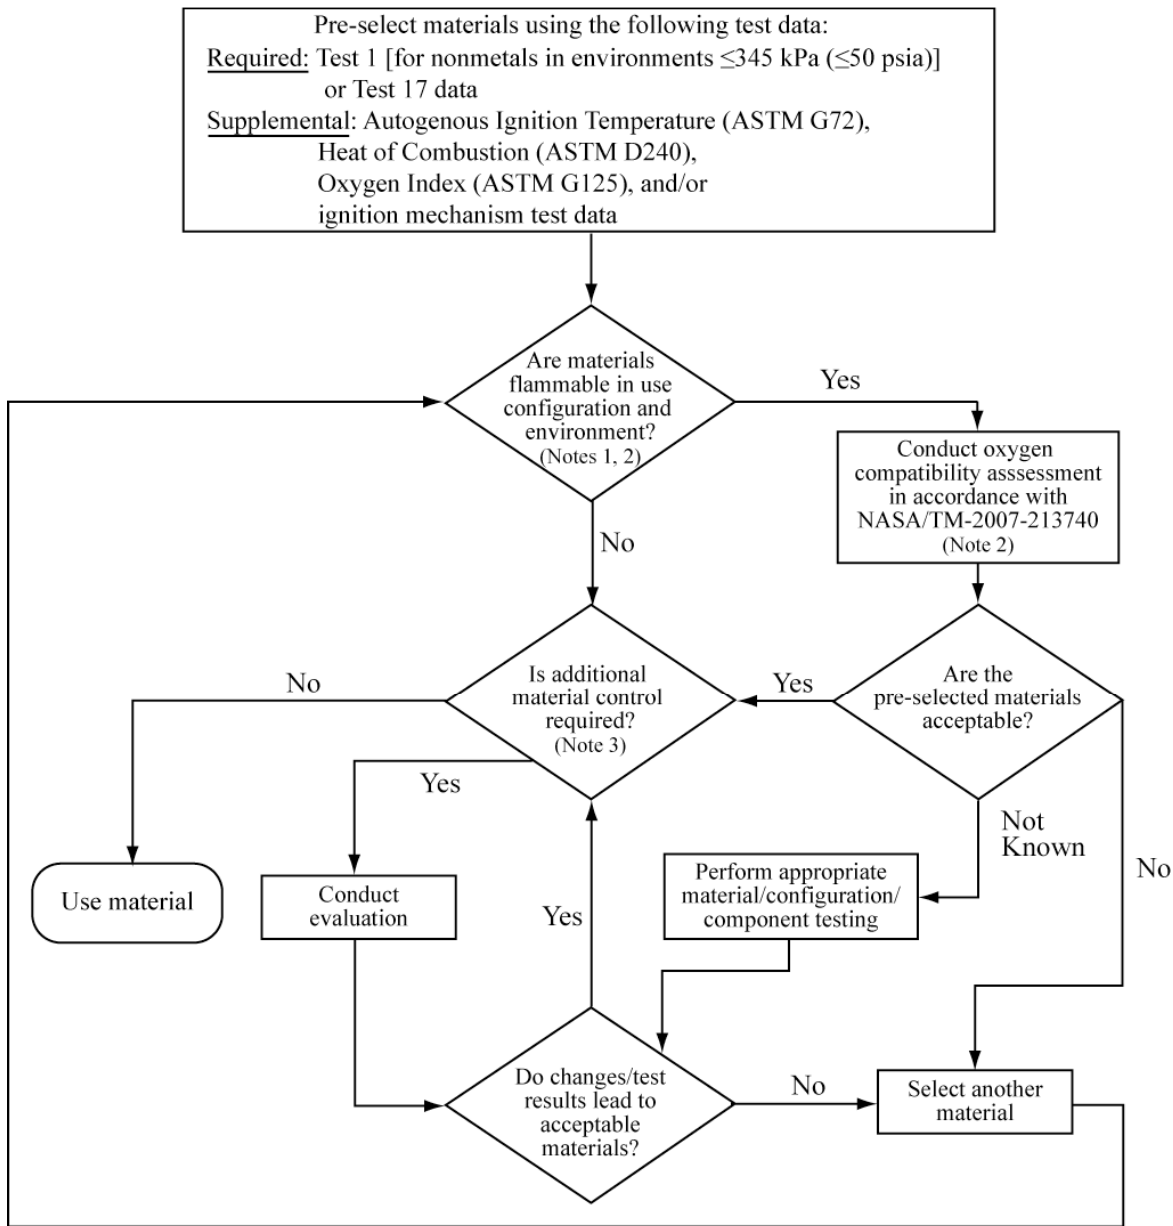 Pre-select materials using the following test data:
Required: Test 1 [for nonmetals in environments ≤345 kPa (≤50 psia)]
or Test 17 data
Supplemental: Autogenous Ignition Temperature (ASTM G72),
Heat of Combustion (ASTM D240),
Oxygen Index (ASTM G125), and/or
ignition mechanism test data
Are materials
flammable in use
configuration and
environment?
(Notes 1, 2)
Yes
Conduct oxygen
compatibility asssessment
in accordance with
NASA/TM-2007-213740
(Note 2)
No
Is additional
material control
required?
(Note 3)
No
Yes
Are the
pre-selected materials
acceptable?
Yes
Not
Known
No
Use material
Conduct
evaluation
Yes
Perform appropriate
material/configuration/
component testing
Do changes/test
results lead to
acceptable
materials?
No
Select another
material